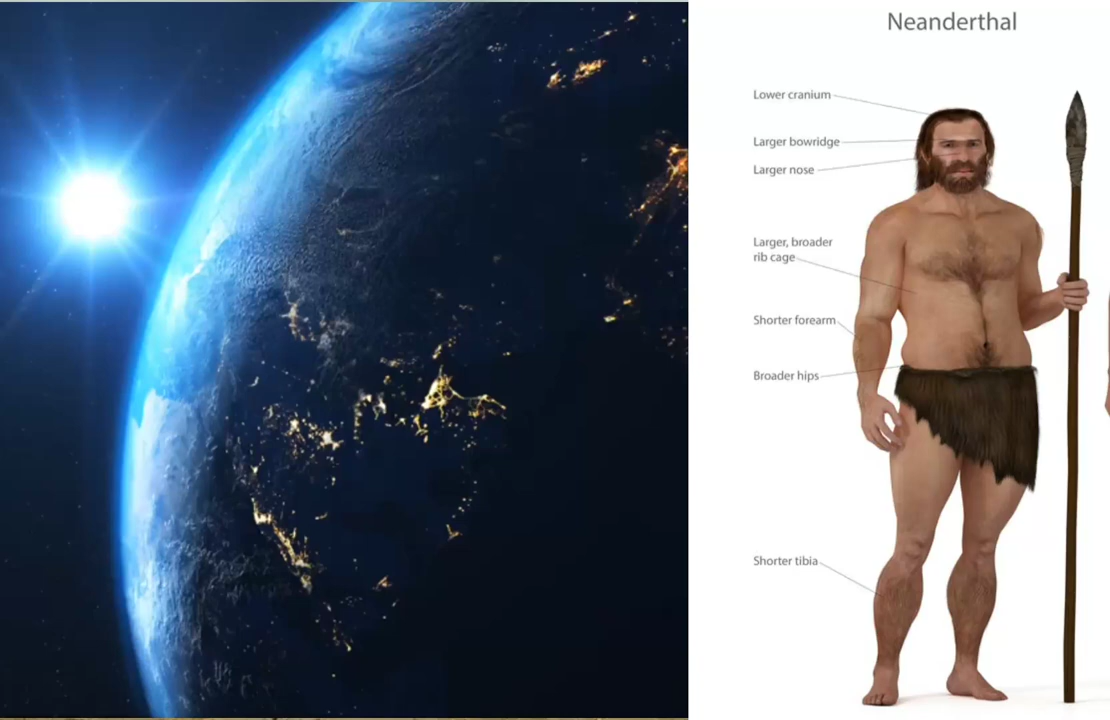 Neanderthal
Lower cranium
Larger bowridge
Larger nose
Larger, broader
rib cage
Shorter forearm
Broader hips
Shorter tibia